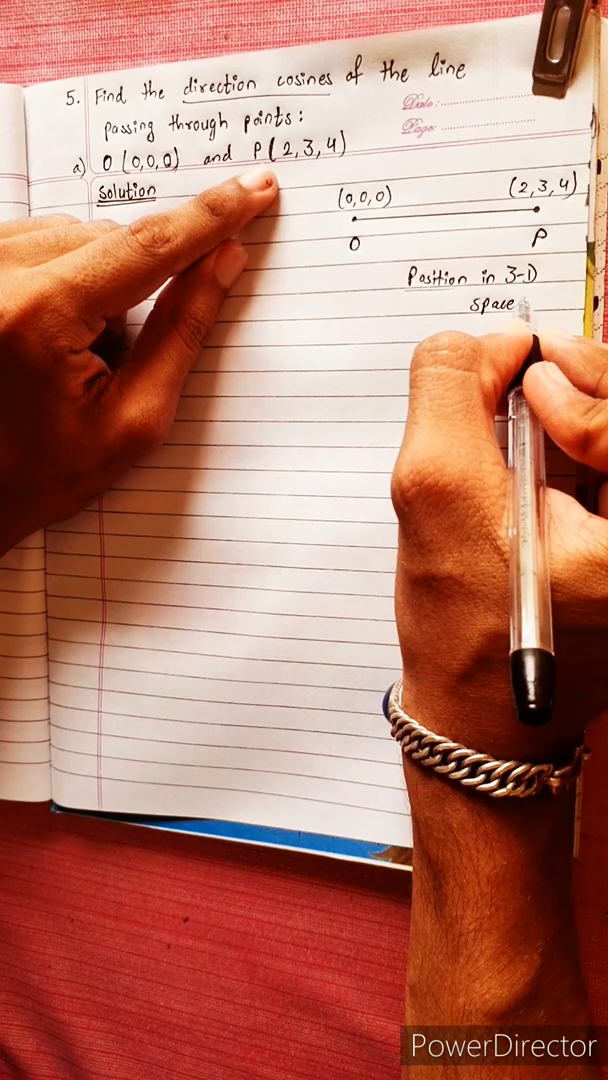 5. Find the direction cosines of the line
passing through points:
Date:
Page:
a) O (0,0,0) and P(2,3,4)
Solution
(0,0,0) (2,3,4)
O P
Position in 3-D
space
PowerDirector